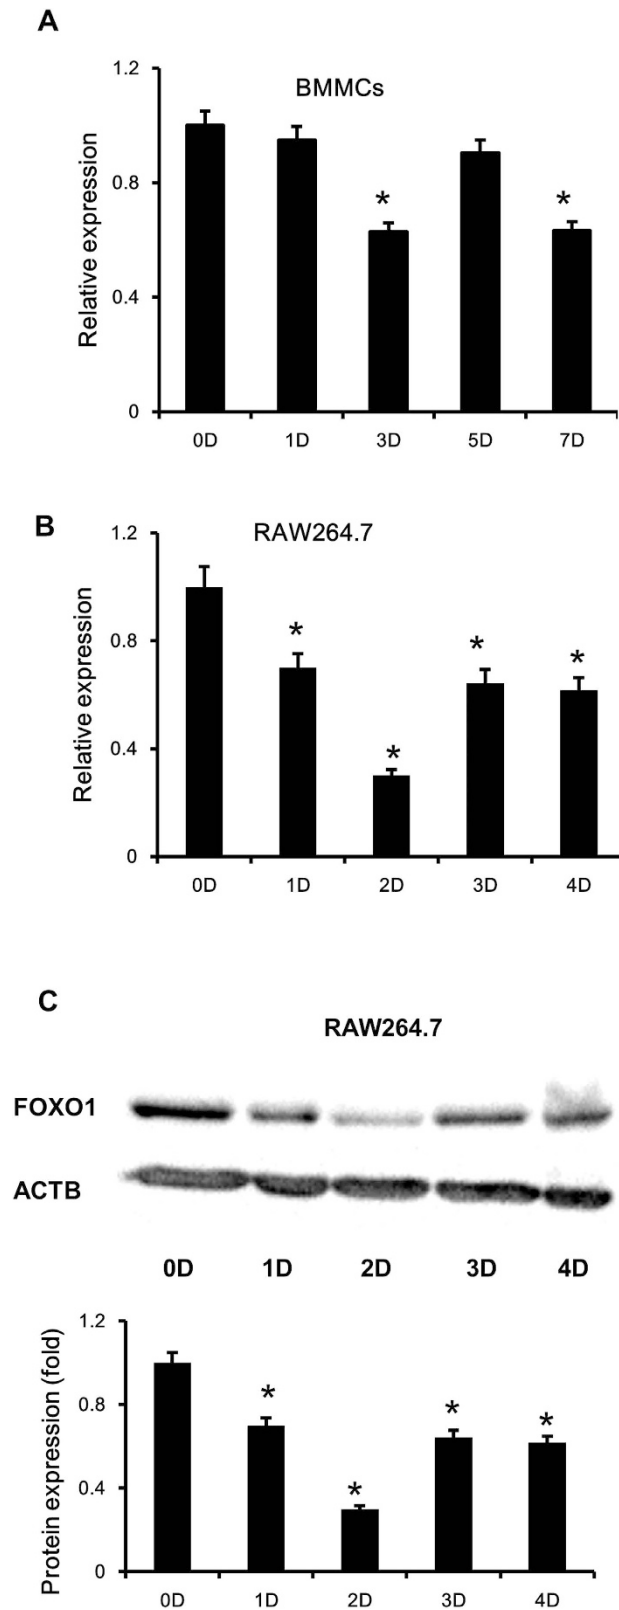 A
BMMCs
Relative expression
1.2
0.8
0.4
0
0D 1D 3D 5D 7D
* *
B
RAW264.7
Relative expression
1.2
0.8
0.4
0
0D 1D 2D 3D 4D
* * * *
C
RAW264.7
FOXO1
ACTB
0D 1D 2D 3D 4D
Protein expression (fold)
1.2
0.8
0.4
0
0D 1D 2D 3D 4D
* * * *